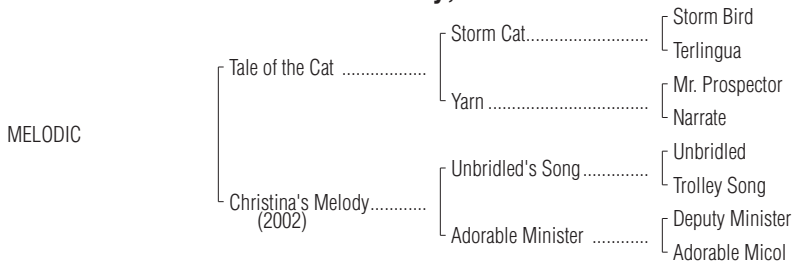 y,
Storm Bird
Storm Cat..........................
Terlingua
Tale of the Cat ..................
Mr. Prospector
Yarn ..................................
Narrate
MELODIC
Unbridled
Unbridled's Song..............
Trolley Song
Christina's Melody............
(2002)
Deputy Minister
Adorable Minister ............
Adorable Micol